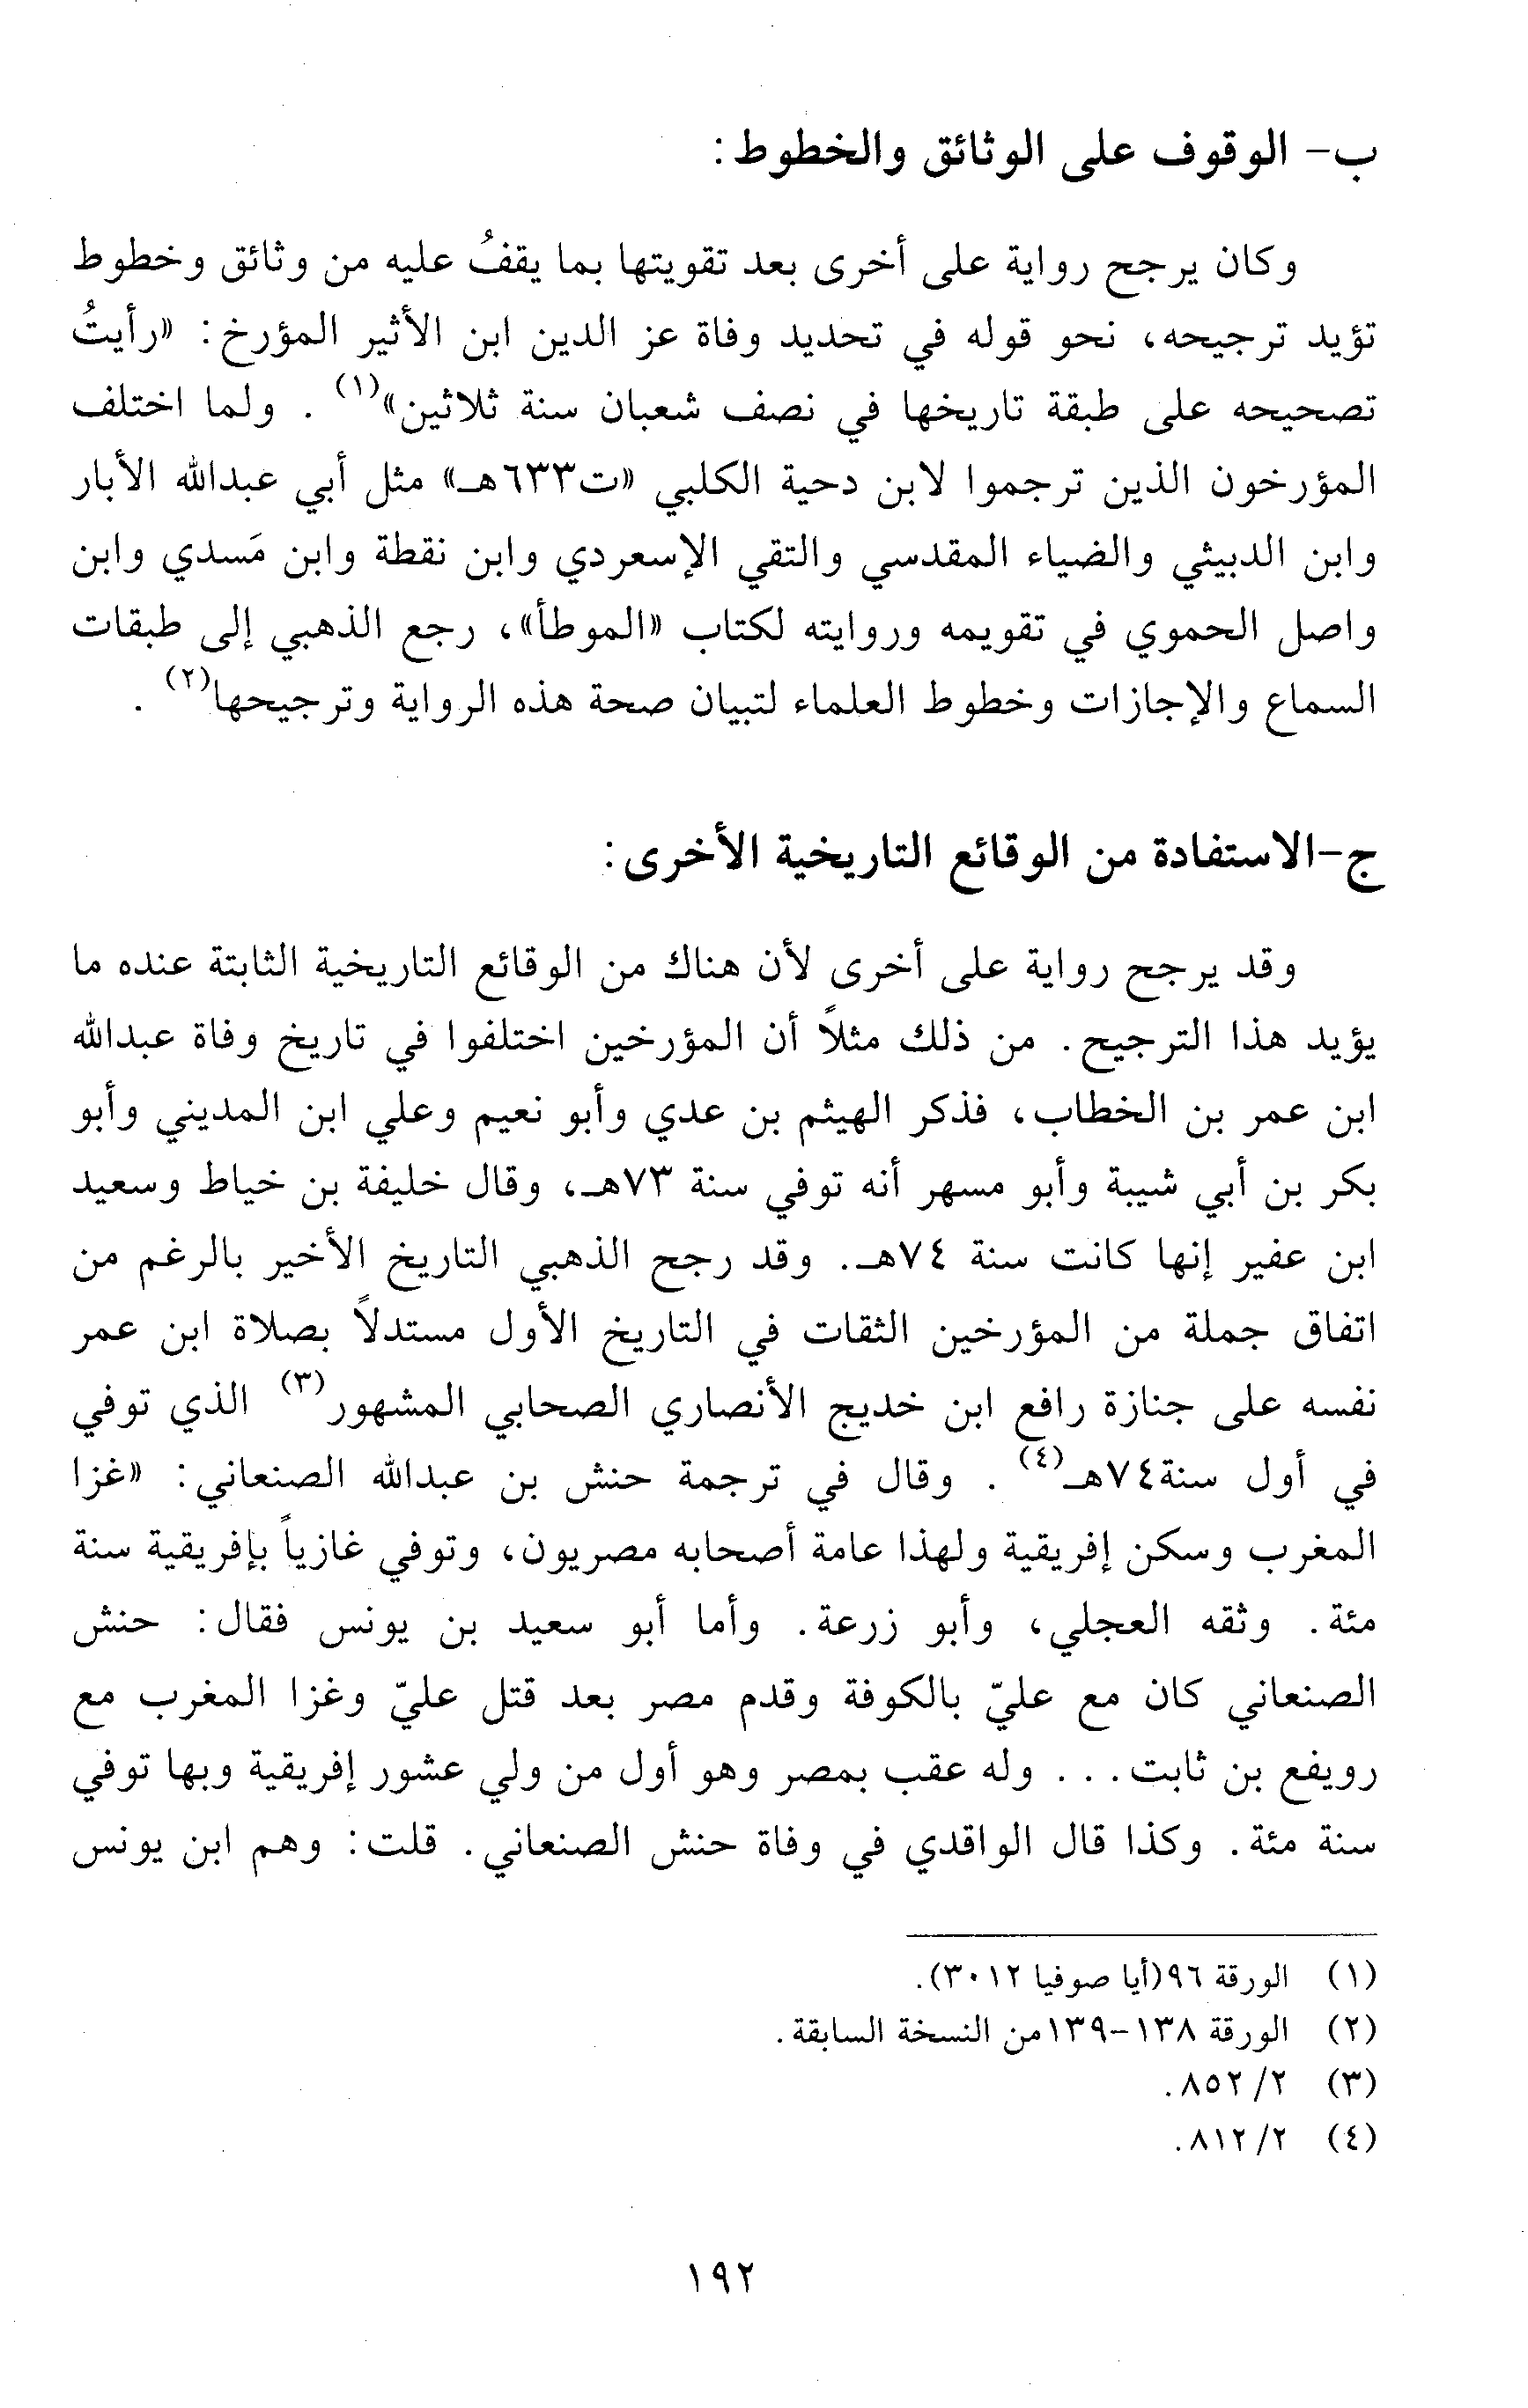 ب- الوقوف على الوثائق والخطوط:
وكان يرجح رواية على أخرى بعد تقويتها بما يقفُ عليه من وثائق وخطوط
تؤيد ترجيحه، نحو قوله في تحديد وفاة عز الدين ابن الأثير المؤرخ: «رأيتُ
تصحيحه على طبقة تاريخها في نصف شعبان سنة ثلاثين»(١) . ولما اختلف
المؤرخون الذين ترجموا لابن دحية الكلبي «ت٦٣٣هـ» مثل أبي عبدالله الأبار
وابن الدبيثي والضياء المقدسي والتقي الإسعردي وابن نقطة وابن مَسدي وابن
واصل الحموي في تقويمه وروايته لكتاب «الموطأ»، رجع الذهبي إلى طبقات
السماع والإجازات وخطوط العلماء لتبيان صحة هذه الرواية وترجيحها(٢) .
ج-الاستفادة من الوقائع التاريخية الأخرى:
وقد يرجح رواية على أخرى لأن هناك من الوقائع التاريخية الثابتة عنده ما
يؤيد هذا الترجيح. من ذلك مثلاً أن المؤرخين اختلفوا في تاريخ وفاة عبدالله
ابن عمر بن الخطاب، فذكر الهيثم بن عدي وأبو نعيم وعلي ابن المديني وأبو
بكر بن أبي شيبة وأبو مسهر أنه توفي سنة ٧٣هـ، وقال خليفة بن خياط وسعيد
ابن عفير إنها كانت سنة ٧٤هـ. وقد رجح الذهبي التاريخ الأخير بالرغم من
اتفاق جملة من المؤرخين الثقات في التاريخ الأول مستدلاً بصلاة ابن عمر
نفسه على جنازة رافع ابن خديج الأنصاري الصحابي المشهور(٣) الذي توفي
في أول سنة٧٤هـ(٤) . وقال في ترجمة حنش بن عبدالله الصنعاني: «غزا
المغرب وسكن إفريقية ولهذا عامة أصحابه مصريون، وتوفي غازياً بإفريقية سنة
مئة. وثقه العجلي، وأبو زرعة. وأما أبو سعيد بن يونس فقال: حنش
الصنعاني كان مع عليّ بالكوفة وقدم مصر بعد قتل عليّ وغزا المغرب مع
رويفع بن ثابت... وله عقب بمصر وهو أول من ولي عشور إفريقية وبها توفي
سنة مئة. وكذا قال الواقدي في وفاة حنش الصنعاني. قلت: وهم ابن يونس
(١) الورقة ٩٦(أيا صوفيا ٣٠١٢).
(٢) الورقة ١٣٨-١٣٩من النسخة السابقة.
(٣) ٢/ ٨٥٢.
(٤) ٢/ ٨١٢.
١٩٢